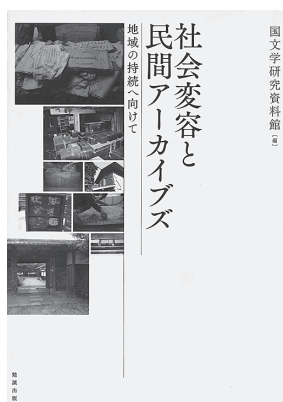 国文学研究資料館［編］
社会変容と
民間アーカイブズ
地域の持続へ向けて
勉誠出版